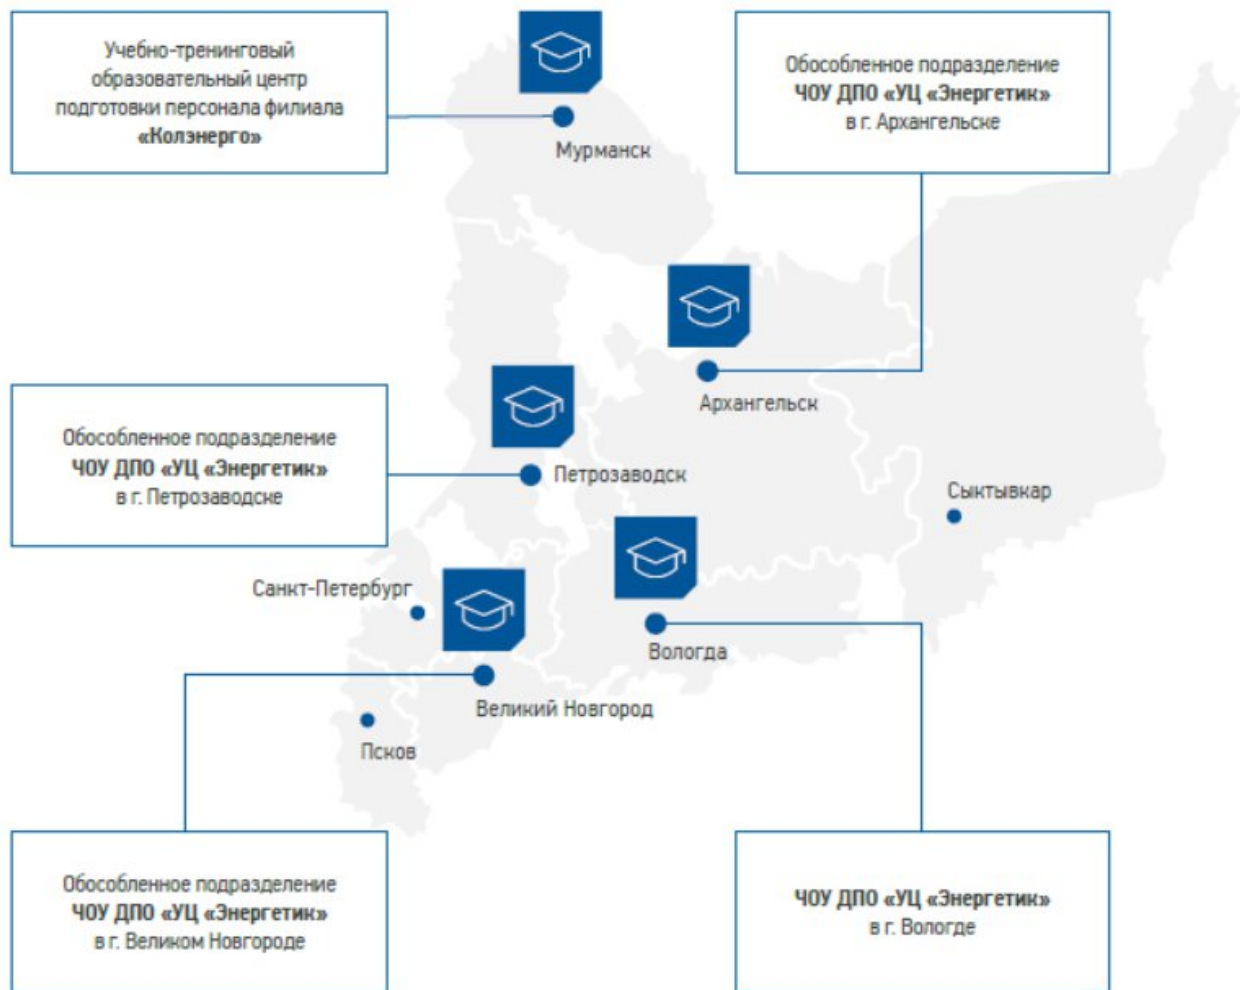 Учебно-тренинговый
образовательный центр
подготовки персонала филиала
«Колэнерго»
Мурманск
Обособленное подразделение
ЧОУ ДПО «УЦ «Энергетик»
в г. Архангельске
Архангельск
Обособленное подразделение
ЧОУ ДПО «УЦ «Энергетик»
в г. Петрозаводске
Петрозаводск
Сыктывкар
Санкт-Петербург
Вологда
Великий Новгород
Псков
Обособленное подразделение
ЧОУ ДПО «УЦ «Энергетик»
в г. Великом Новгороде
ЧОУ ДПО «УЦ «Энергетик»
в г. Вологде